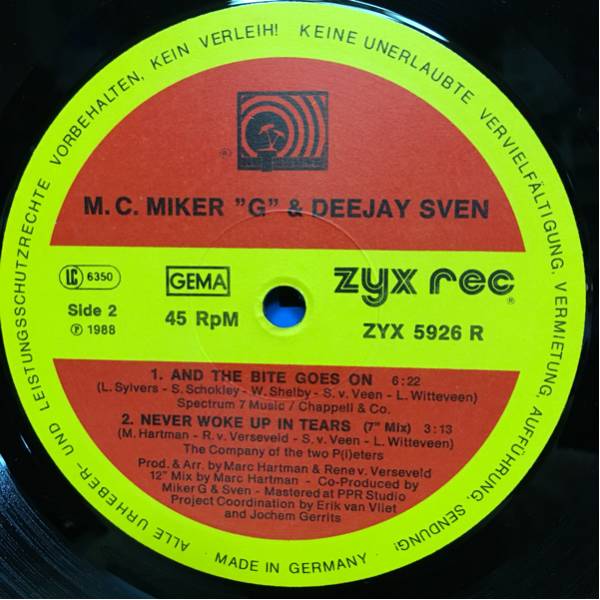 ALLE URHEBER- UND LEISTUNGSSCHUTZRECHTE VORBEHALTEN, KEIN VERLEIH! KEINE UNERLAUBTE VERVIELFÄLTIGUNG, VERMIETUNG, AUFFÜHRUNG, SENDUNG!
®
M.C. MIKER "G" & DEEJAY SVEN
LC 6350
GEMA
zyx rec®
Side 2
45 RpM
ZYX 5926 R
℗ 1988
1. AND THE BITE GOES ON 6:22
(L. Sylvers - S. Schokley - W. Shelby - S. v. Veen - L. Witteveen)
Spectrum 7 Music / Chappell & Co.
2. NEVER WOKE UP IN TEARS (7" Mix) 3:13
(M. Hartman - R. v. Verseveld - S. v. Veen - L. Witteveen)
The Company of the two P(i)eters
Prod. & Arr. by Marc Hartman & Rene v. Verseveld
12" Mix by Marc Hartman - Co-Produced by
Miker G & Sven - Mastered at PPR Studio
Project Coordination by Erik van Vliet
and Jochem Gerrits
MADE IN GERMANY